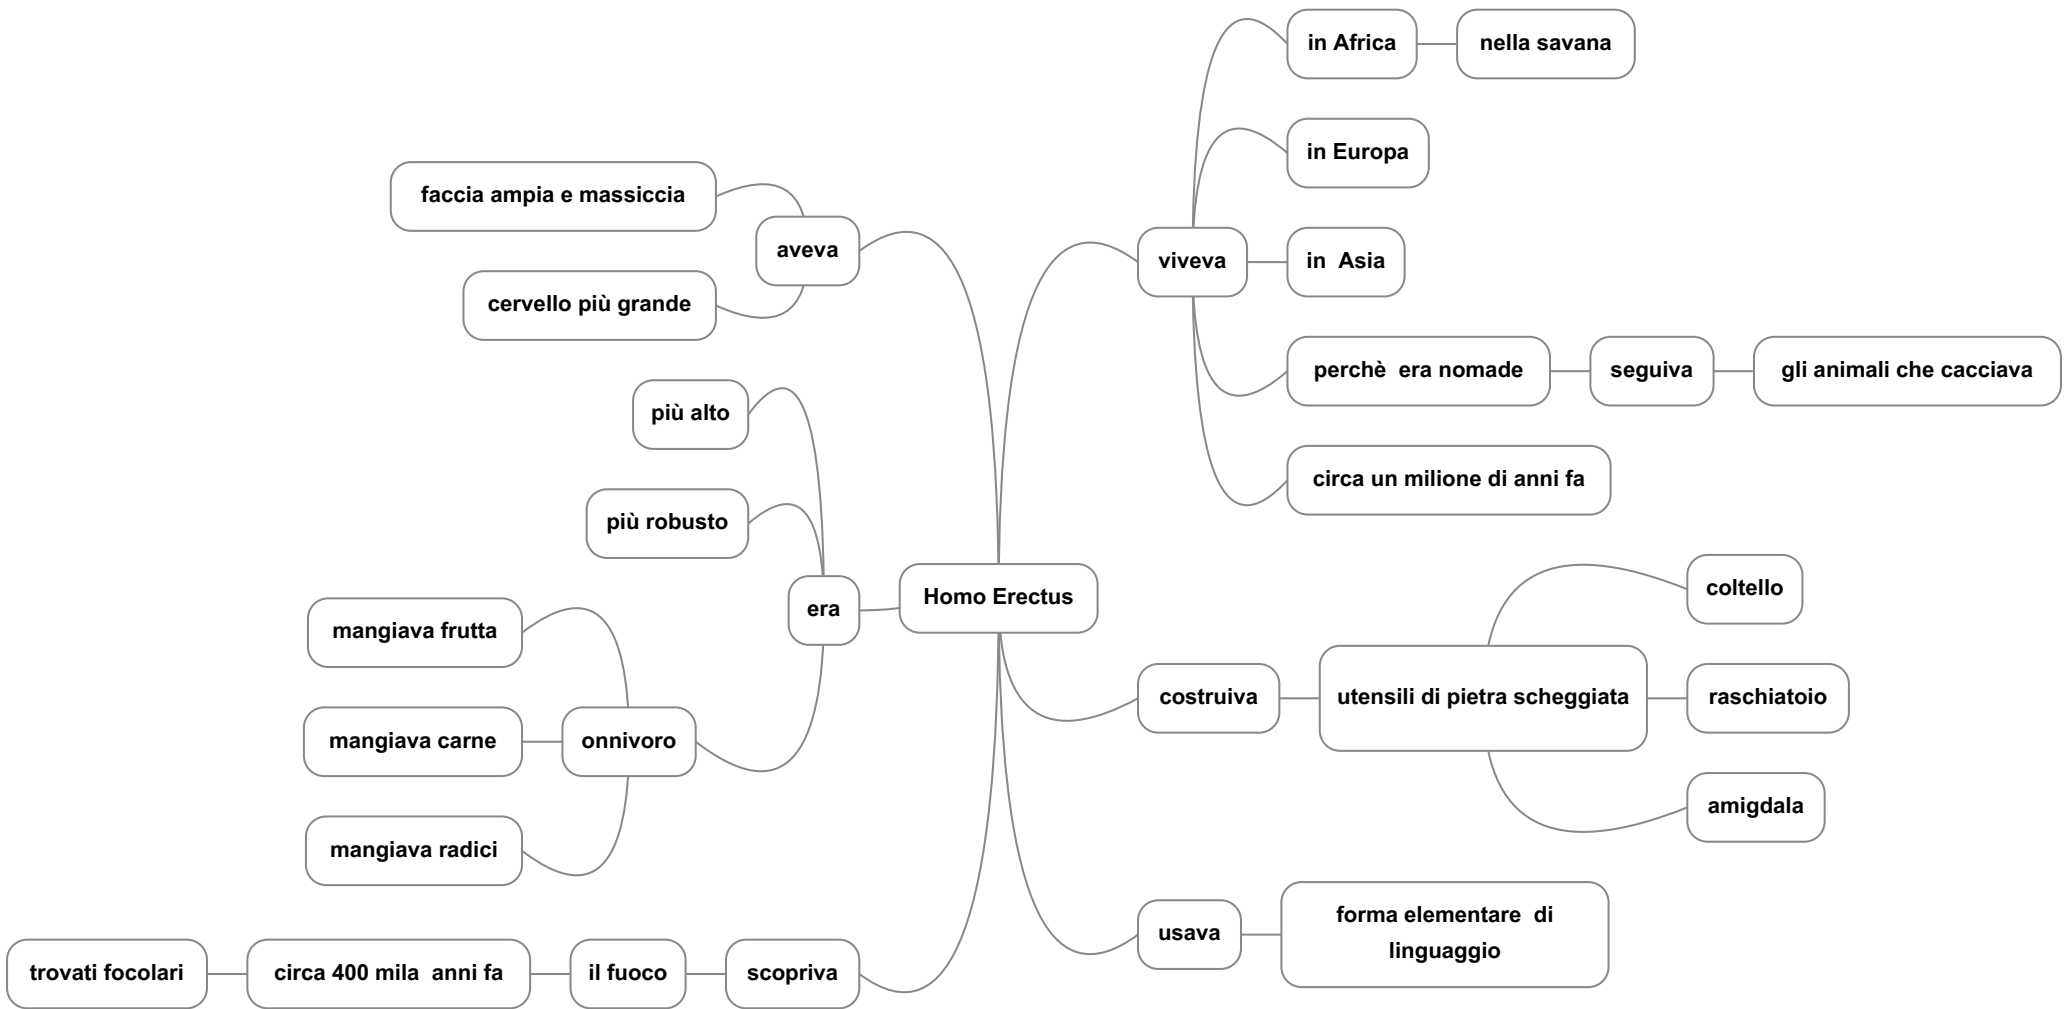 Homo Erectus
viveva
in Africa
nella savana
in Europa
in  Asia
perchè  era nomade
seguiva
gli animali che cacciava
circa un milione di anni fa
costruiva
utensili di pietra scheggiata
coltello
raschiatoio
amigdala
usava
forma elementare  di
linguaggio
aveva
faccia ampia e massiccia
cervello più grande
era
più alto
più robusto
onnivoro
mangiava frutta
mangiava carne
mangiava radici
scopriva
il fuoco
circa 400 mila  anni fa
trovati focolari